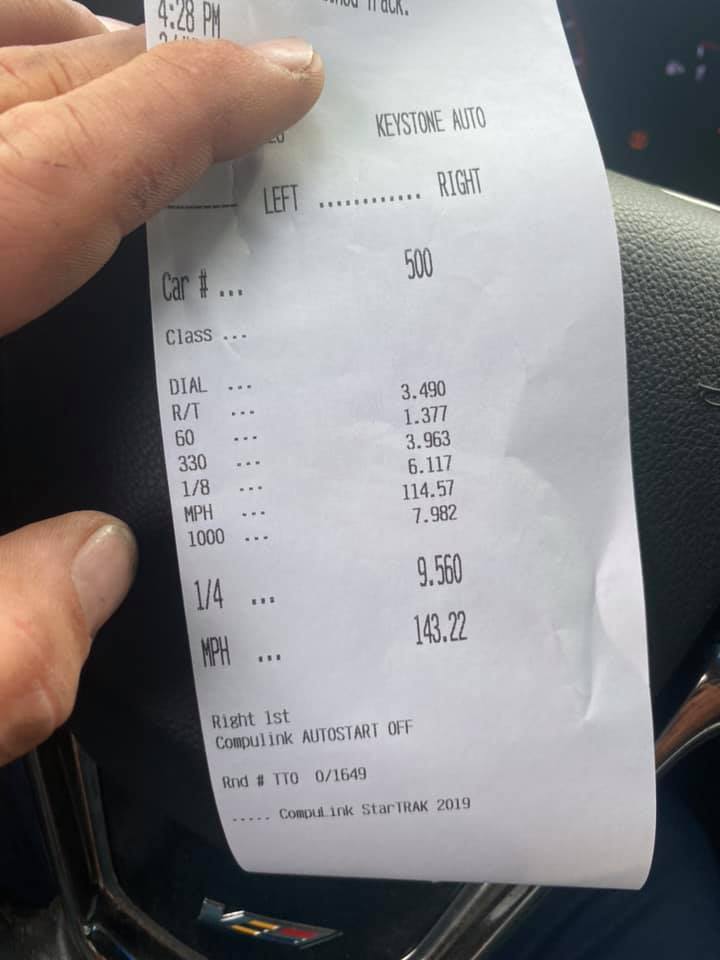 4:28 PM Track.
KEYSTONE AUTO
LEFT ............ RIGHT
Car # ... 500
Class ...
DIAL ...
R/T ... 3.490
60 ... 1.377
330 ... 3.963
1/8 ... 6.117
MPH ... 114.57
1000 ... 7.982
1/4 ... 9.560
MPH ... 143.22
Right 1st
Compulink AUTOSTART OFF
Rnd # TTO 0/1649
..... CompuLink StarTRAK 2019